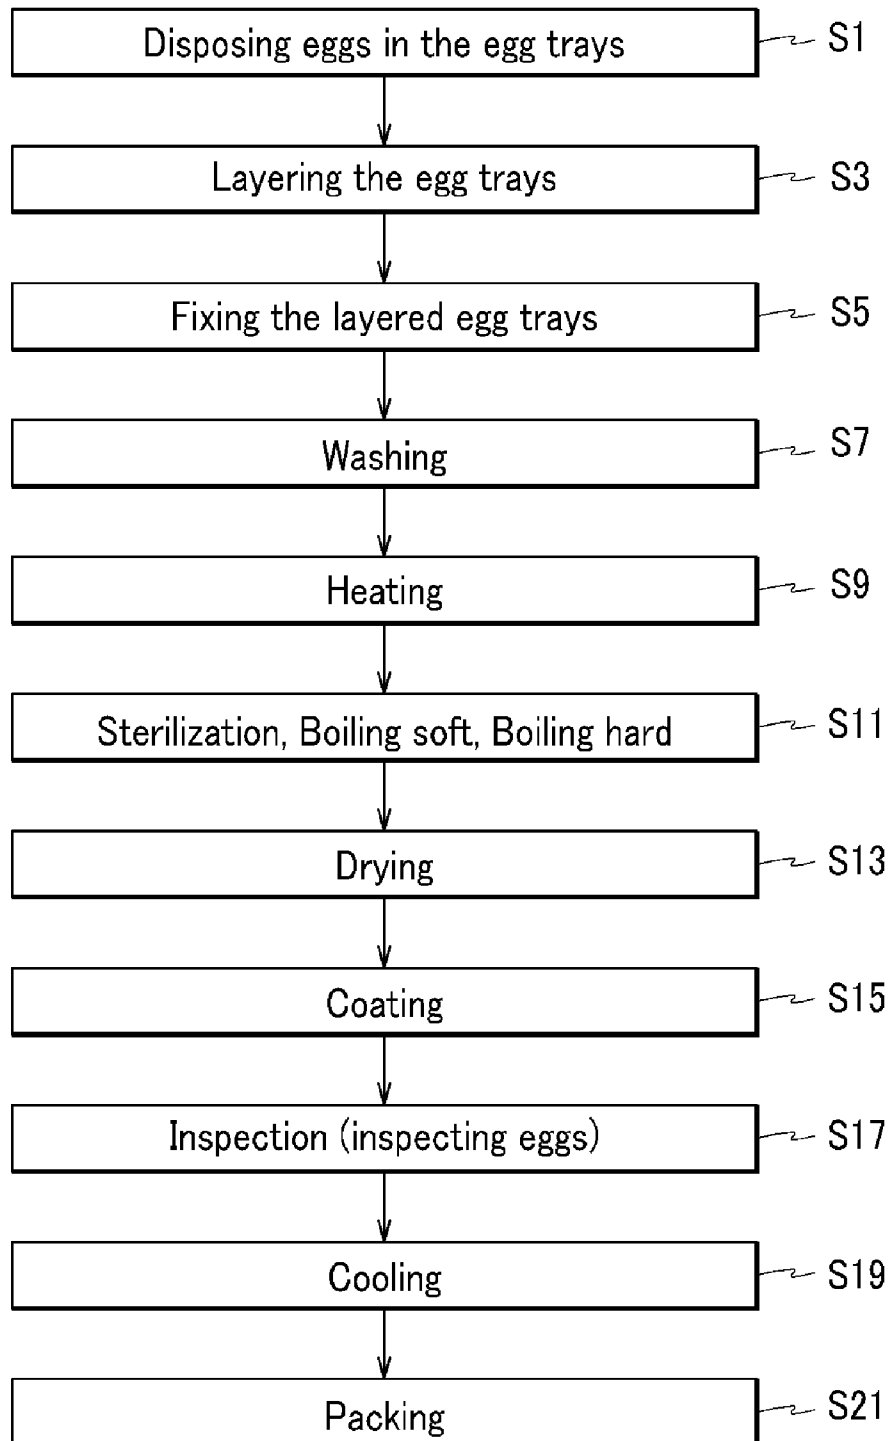 Disposing eggs in the egg trays S1
Layering the egg trays S3
Fixing the layered egg trays S5
Washing S7
Heating S9
Sterilization, Boiling soft, Boiling hard S11
Drying S13
Coating S15
Inspection (inspecting eggs) S17
Cooling S19
Packing S21